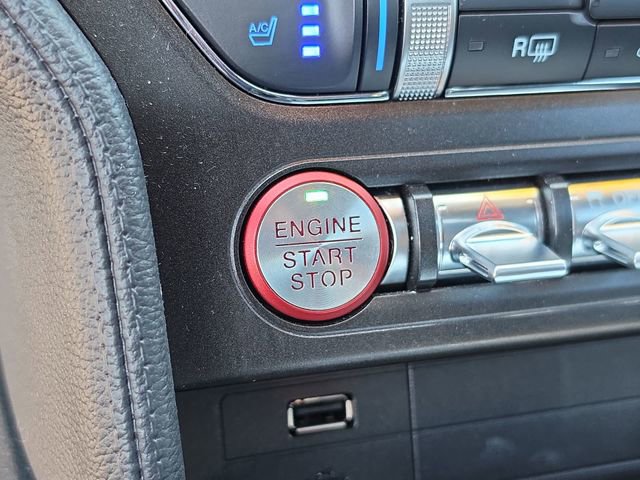 A/C
R
ENGINE
START
STOP